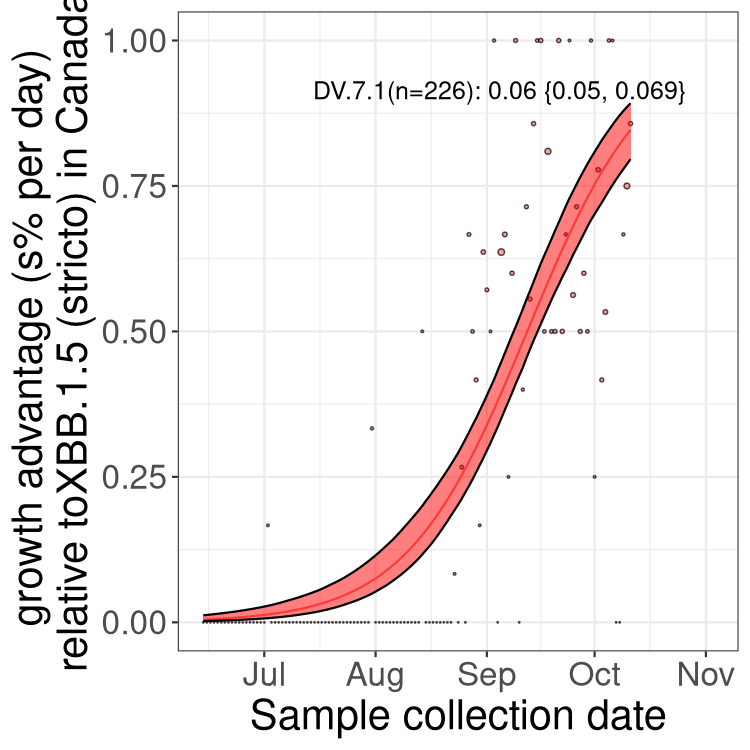 growth advantage (s% per day)
relative toXBB.1.5 (stricto) in Canada
1.00
0.75
0.50
0.25
0.00
DV.7.1(n=226): 0.06 {0.05, 0.069}
Jul Aug Sep Oct Nov
Sample collection date